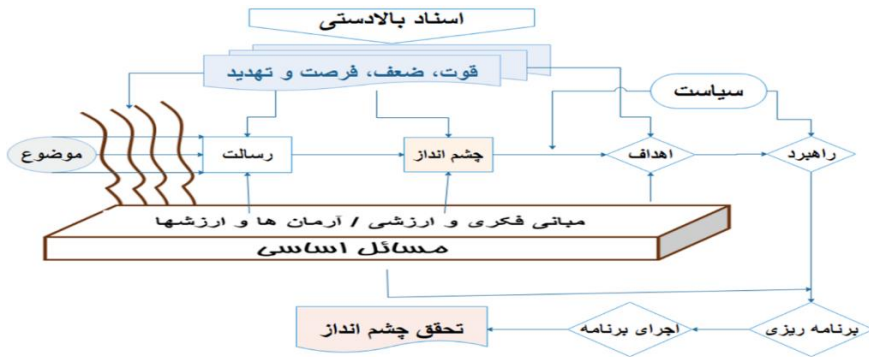 اسناد بالادستی
قوت، ضعف، فرصت و تهدید
سیاست
موضوع
رسالت
چشم انداز
اهداف
راهبرد
مبانی فکری و ارزشی / آرمان ها و ارزشها
مسائل اساسی
برنامه ریزی
اجرای برنامه
تحقق چشم انداز